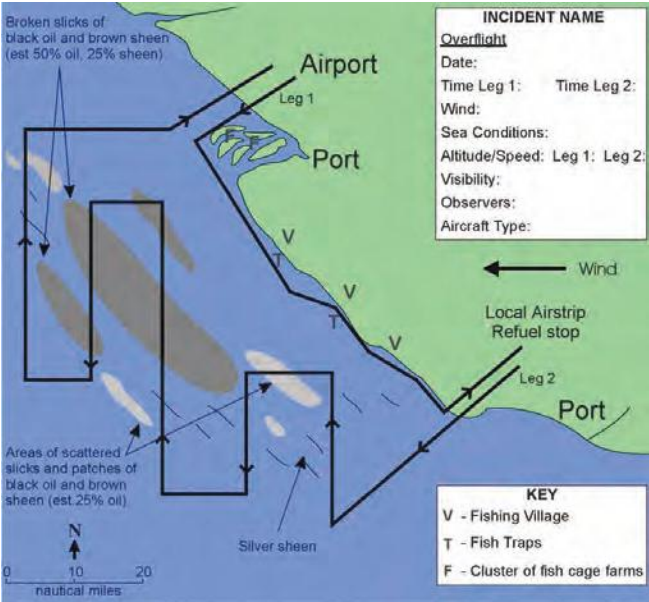 Broken slicks of
black oil and brown sheen
(est 50% oil, 25% sheen)
Airport
Leg 1
F F
Port
V
T
V
T
V
INCIDENT NAME
Overflight
Date:
Time Leg 1: Time Leg 2:
Wind:
Sea Conditions:
Altitude/Speed: Leg 1: Leg 2:
Visibility:
Observers:
Aircraft Type:
Wind
Local Airstrip
Refuel stop
Leg 2
Port
Areas of scattered
slicks and patches of
black oil and brown
sheen (est.25% oil)
Silver sheen
N
0 10 20
nautical miles
KEY
V - Fishing Village
T - Fish Traps
F - Cluster of fish cage farms